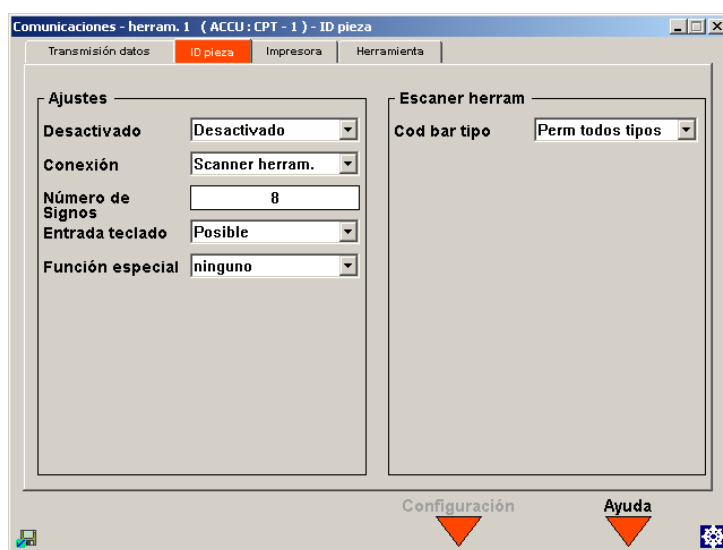 Comunicaciones - herram. 1 ( ACCU : CPT - 1 ) - ID pieza
Transmisión datos ID pieza Impresora Herramienta
Ajustes
Desactivado Desactivado
Conexión Scanner herram.
Número de Signos 8
Entrada teclado Posible
Función especial ninguno
Escaner herram
Cod bar tipo Perm todos tipos
Configuración Ayuda